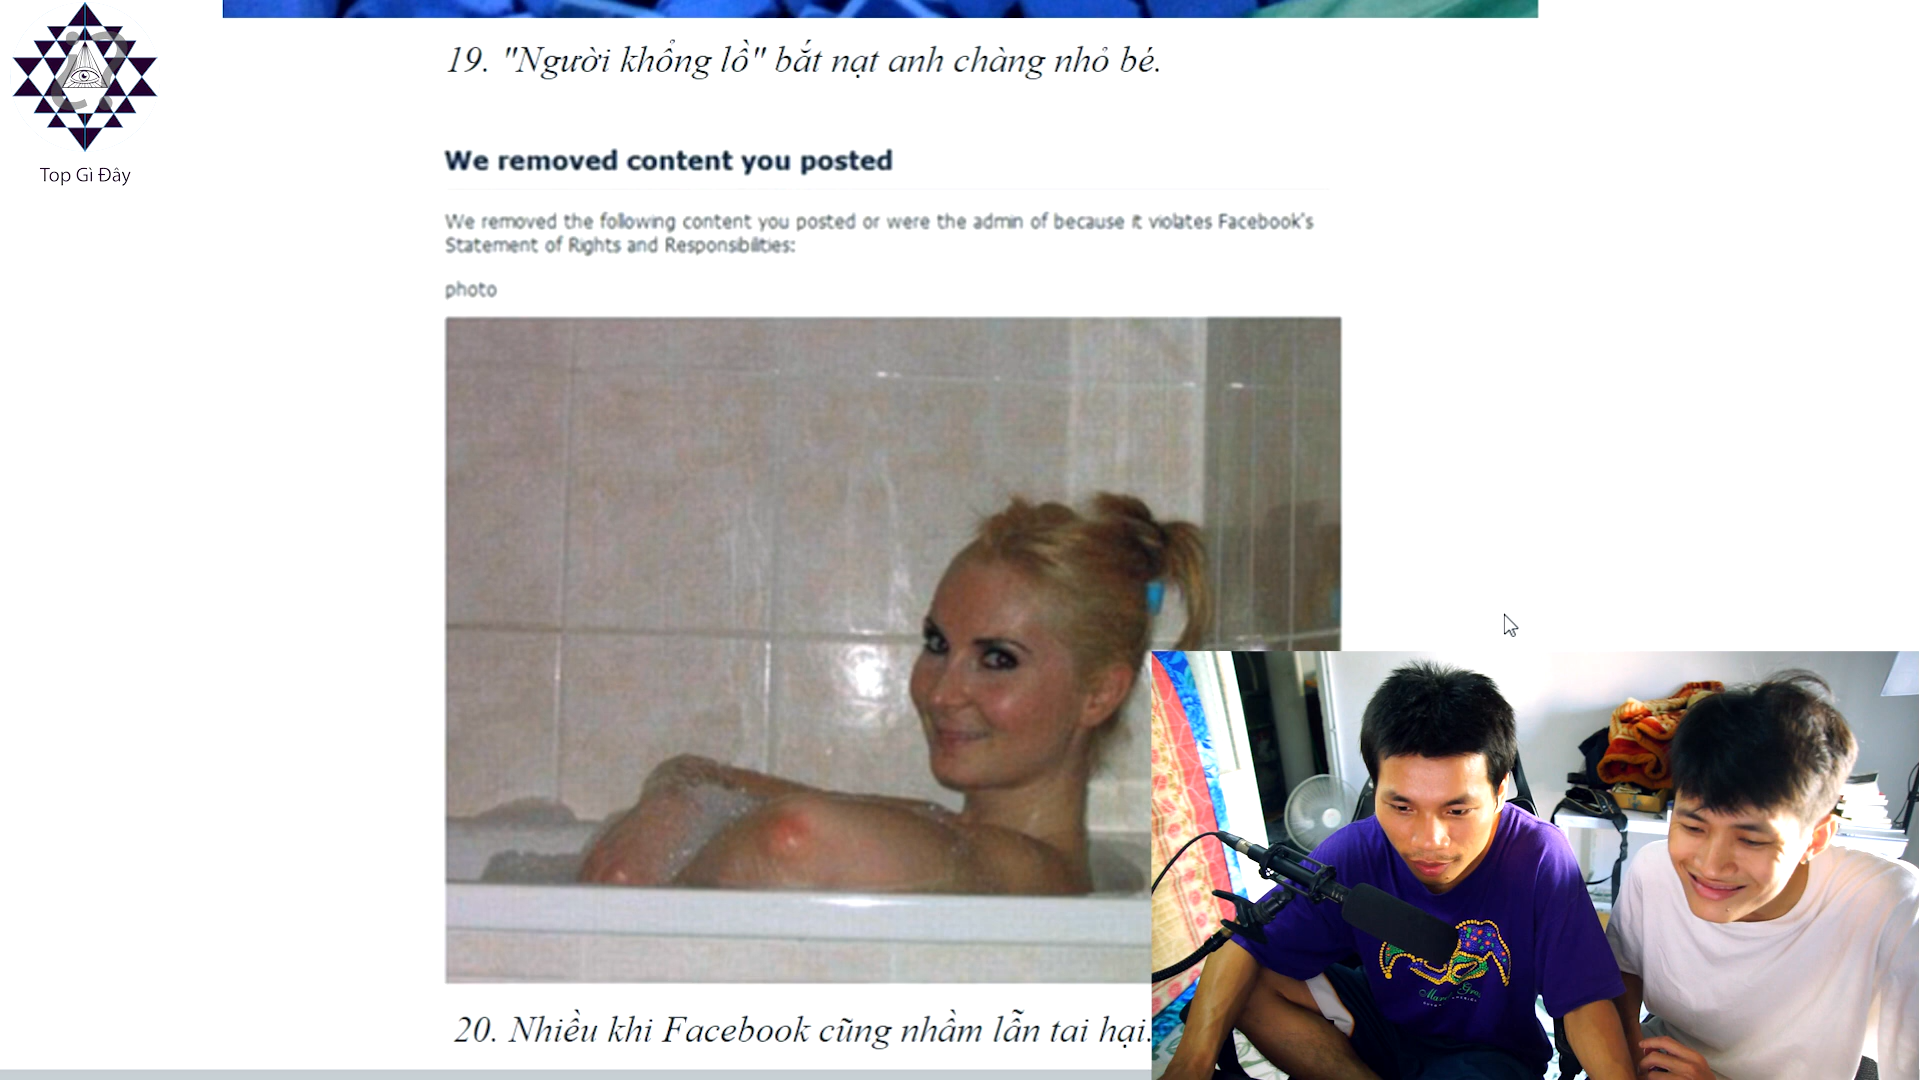 Top Gì Đây
19. "Người khổng lồ" bắt nạt anh chàng nhỏ bé.
We removed content you posted
We removed the following content you posted or were the admin of because it violates Facebook's
Statement of Rights and Responsibilities:
photo
20. Nhiều khi Facebook cũng nhầm lẫn tai hại.